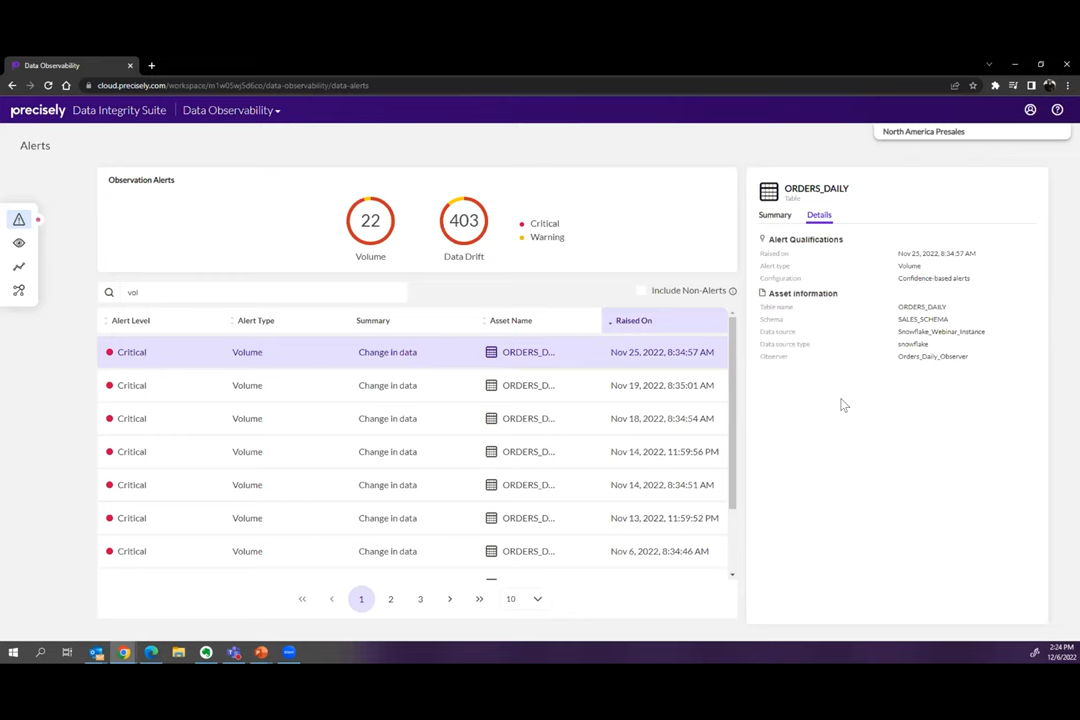 Data Observability
cloud.precisely.com/workspace/m1w05wj5d6co/data-observability/data-alerts
precisely Data Integrity Suite Data Observability
North America Presales
Alerts
Observation Alerts
22
403
Critical
Warning
Volume
Data Drift
vol
Include Non-Alerts
Alert Level Alert Type Summary Asset Name Raised On
Critical Volume Change in data ORDERS_D... Nov 25, 2022, 8:34:57 AM
Critical Volume Change in data ORDERS_D... Nov 19, 2022, 8:35:01 AM
Critical Volume Change in data ORDERS_D... Nov 18, 2022, 8:34:54 AM
Critical Volume Change in data ORDERS_D... Nov 14, 2022, 11:59:56 PM
Critical Volume Change in data ORDERS_D... Nov 14, 2022, 8:34:51 AM
Critical Volume Change in data ORDERS_D... Nov 13, 2022, 11:59:52 PM
Critical Volume Change in data ORDERS_D... Nov 6, 2022, 8:34:46 AM
1 2 3 10
ORDERS_DAILY
Table
Summary Details
Alert Qualifications
Raised on Nov 25, 2022, 8:34:57 AM
Alert type Volume
Configuration Confidence-based alerts
Asset information
Table name ORDERS_DAILY
Schema SALES_SCHEMA
Data source Snowflake_Webinar_Instance
Data source type snowflake
Observer Orders_Daily_Observer
2:24 PM
12/6/2022